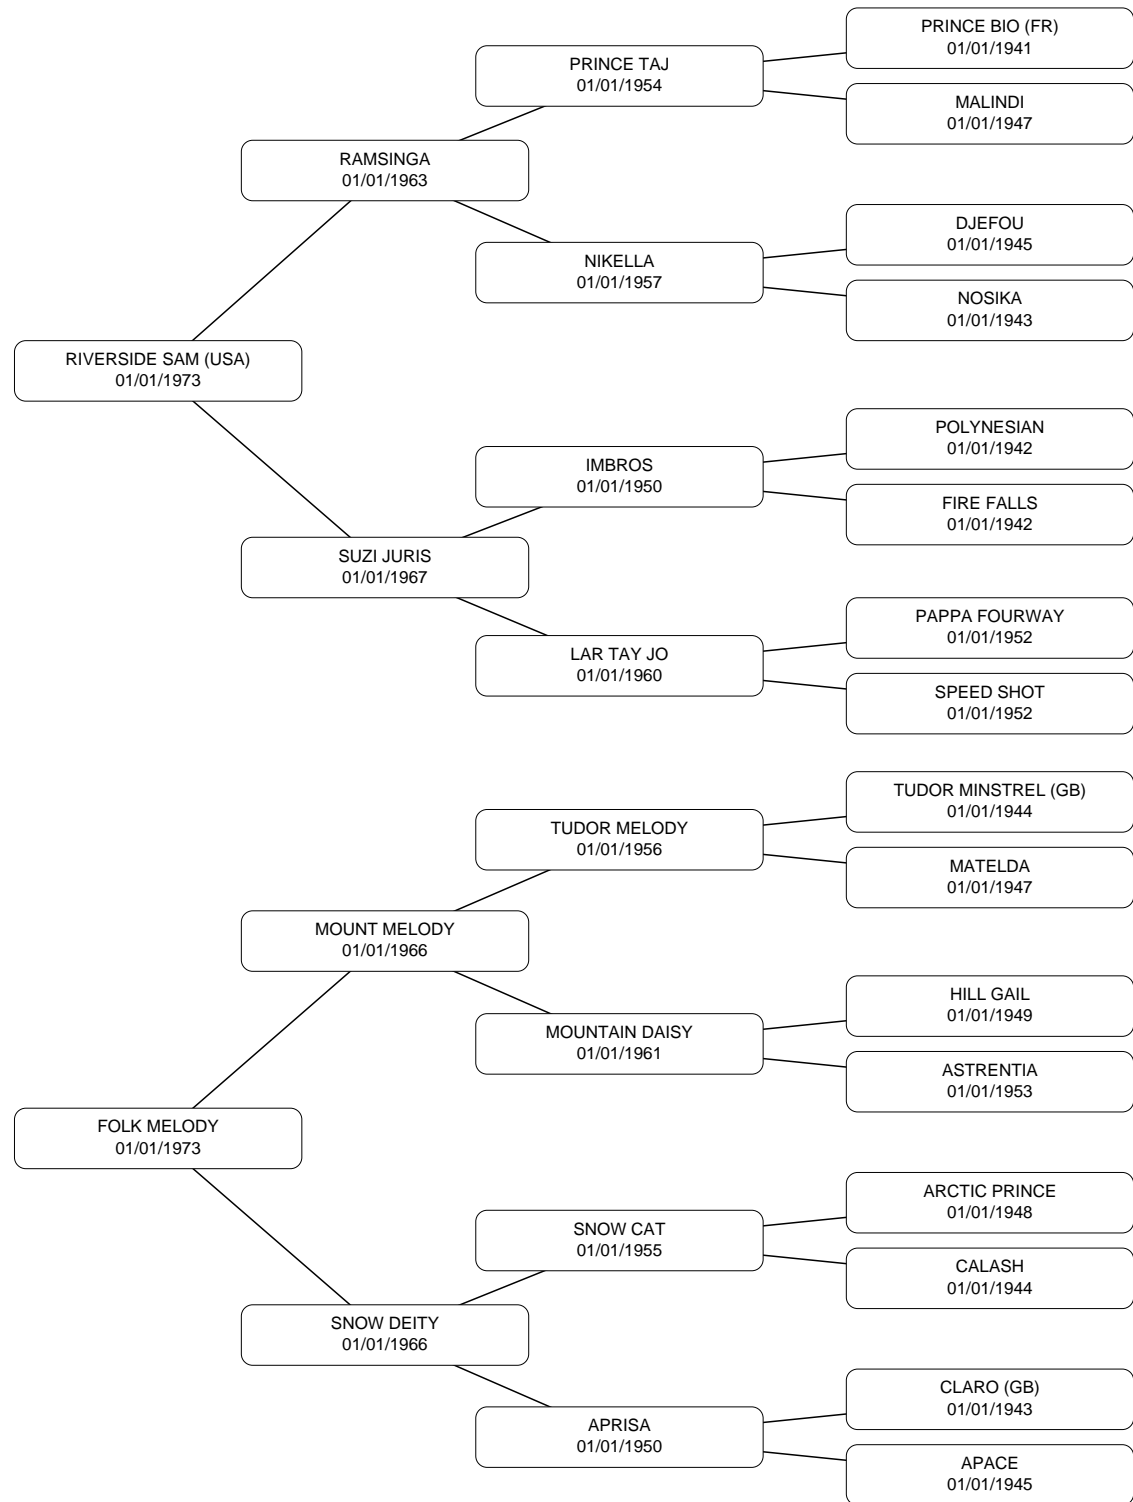 PRINCE BIO (FR)
01/01/1941
PRINCE TAJ
01/01/1954
MALINDI
01/01/1947
RAMSINGA
01/01/1963
DJEFOU
01/01/1945
NIKELLA
01/01/1957
NOSIKA
01/01/1943
RIVERSIDE SAM (USA)
01/01/1973
POLYNESIAN
01/01/1942
IMBROS
01/01/1950
FIRE FALLS
01/01/1942
SUZI JURIS
01/01/1967
PAPPA FOURWAY
01/01/1952
LAR TAY JO
01/01/1960
SPEED SHOT
01/01/1952
TUDOR MINSTREL (GB)
01/01/1944
TUDOR MELODY
01/01/1956
MATELDA
01/01/1947
MOUNT MELODY
01/01/1966
HILL GAIL
01/01/1949
MOUNTAIN DAISY
01/01/1961
ASTRENTIA
01/01/1953
FOLK MELODY
01/01/1973
ARCTIC PRINCE
01/01/1948
SNOW CAT
01/01/1955
CALASH
01/01/1944
SNOW DEITY
01/01/1966
CLARO (GB)
01/01/1943
APRISA
01/01/1950
APACE
01/01/1945